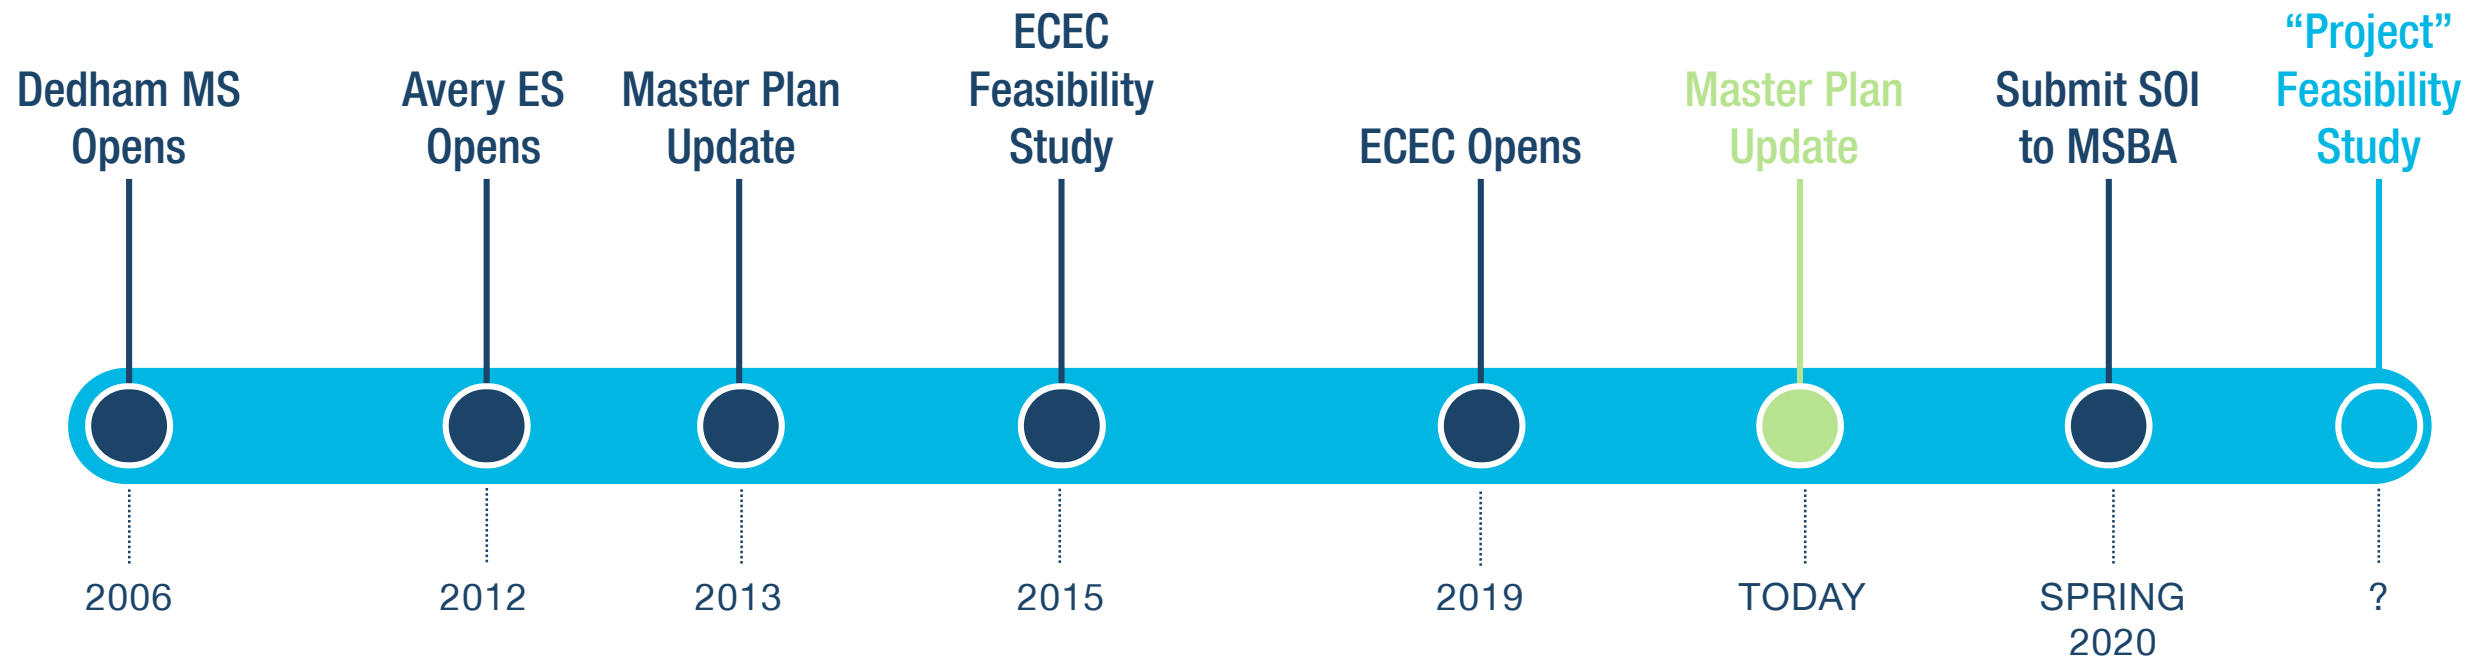 Dedham MS
Opens
Avery ES
Opens
Master Plan
Update
ECEC
Feasibility
Study
ECEC Opens
Master Plan
Update
Submit SOI
to MSBA
“Project”
Feasibility
Study
2006
2012
2013
2015
2019
TODAY
SPRING
2020
?